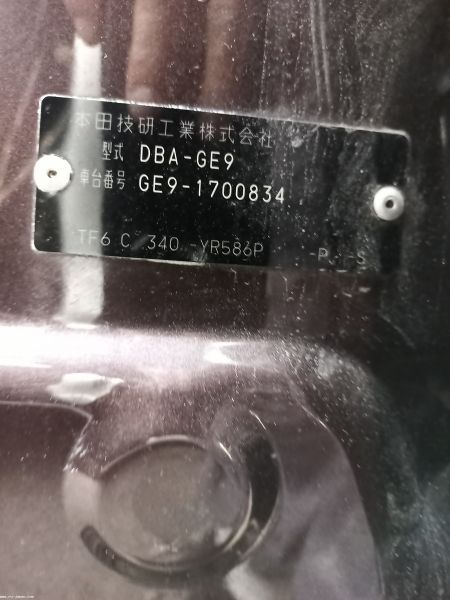 本田技研工業株式会社
型式 DBA-GE9
車台番号 GE9-1700834
TF6 C 340 -YR586P -P__S